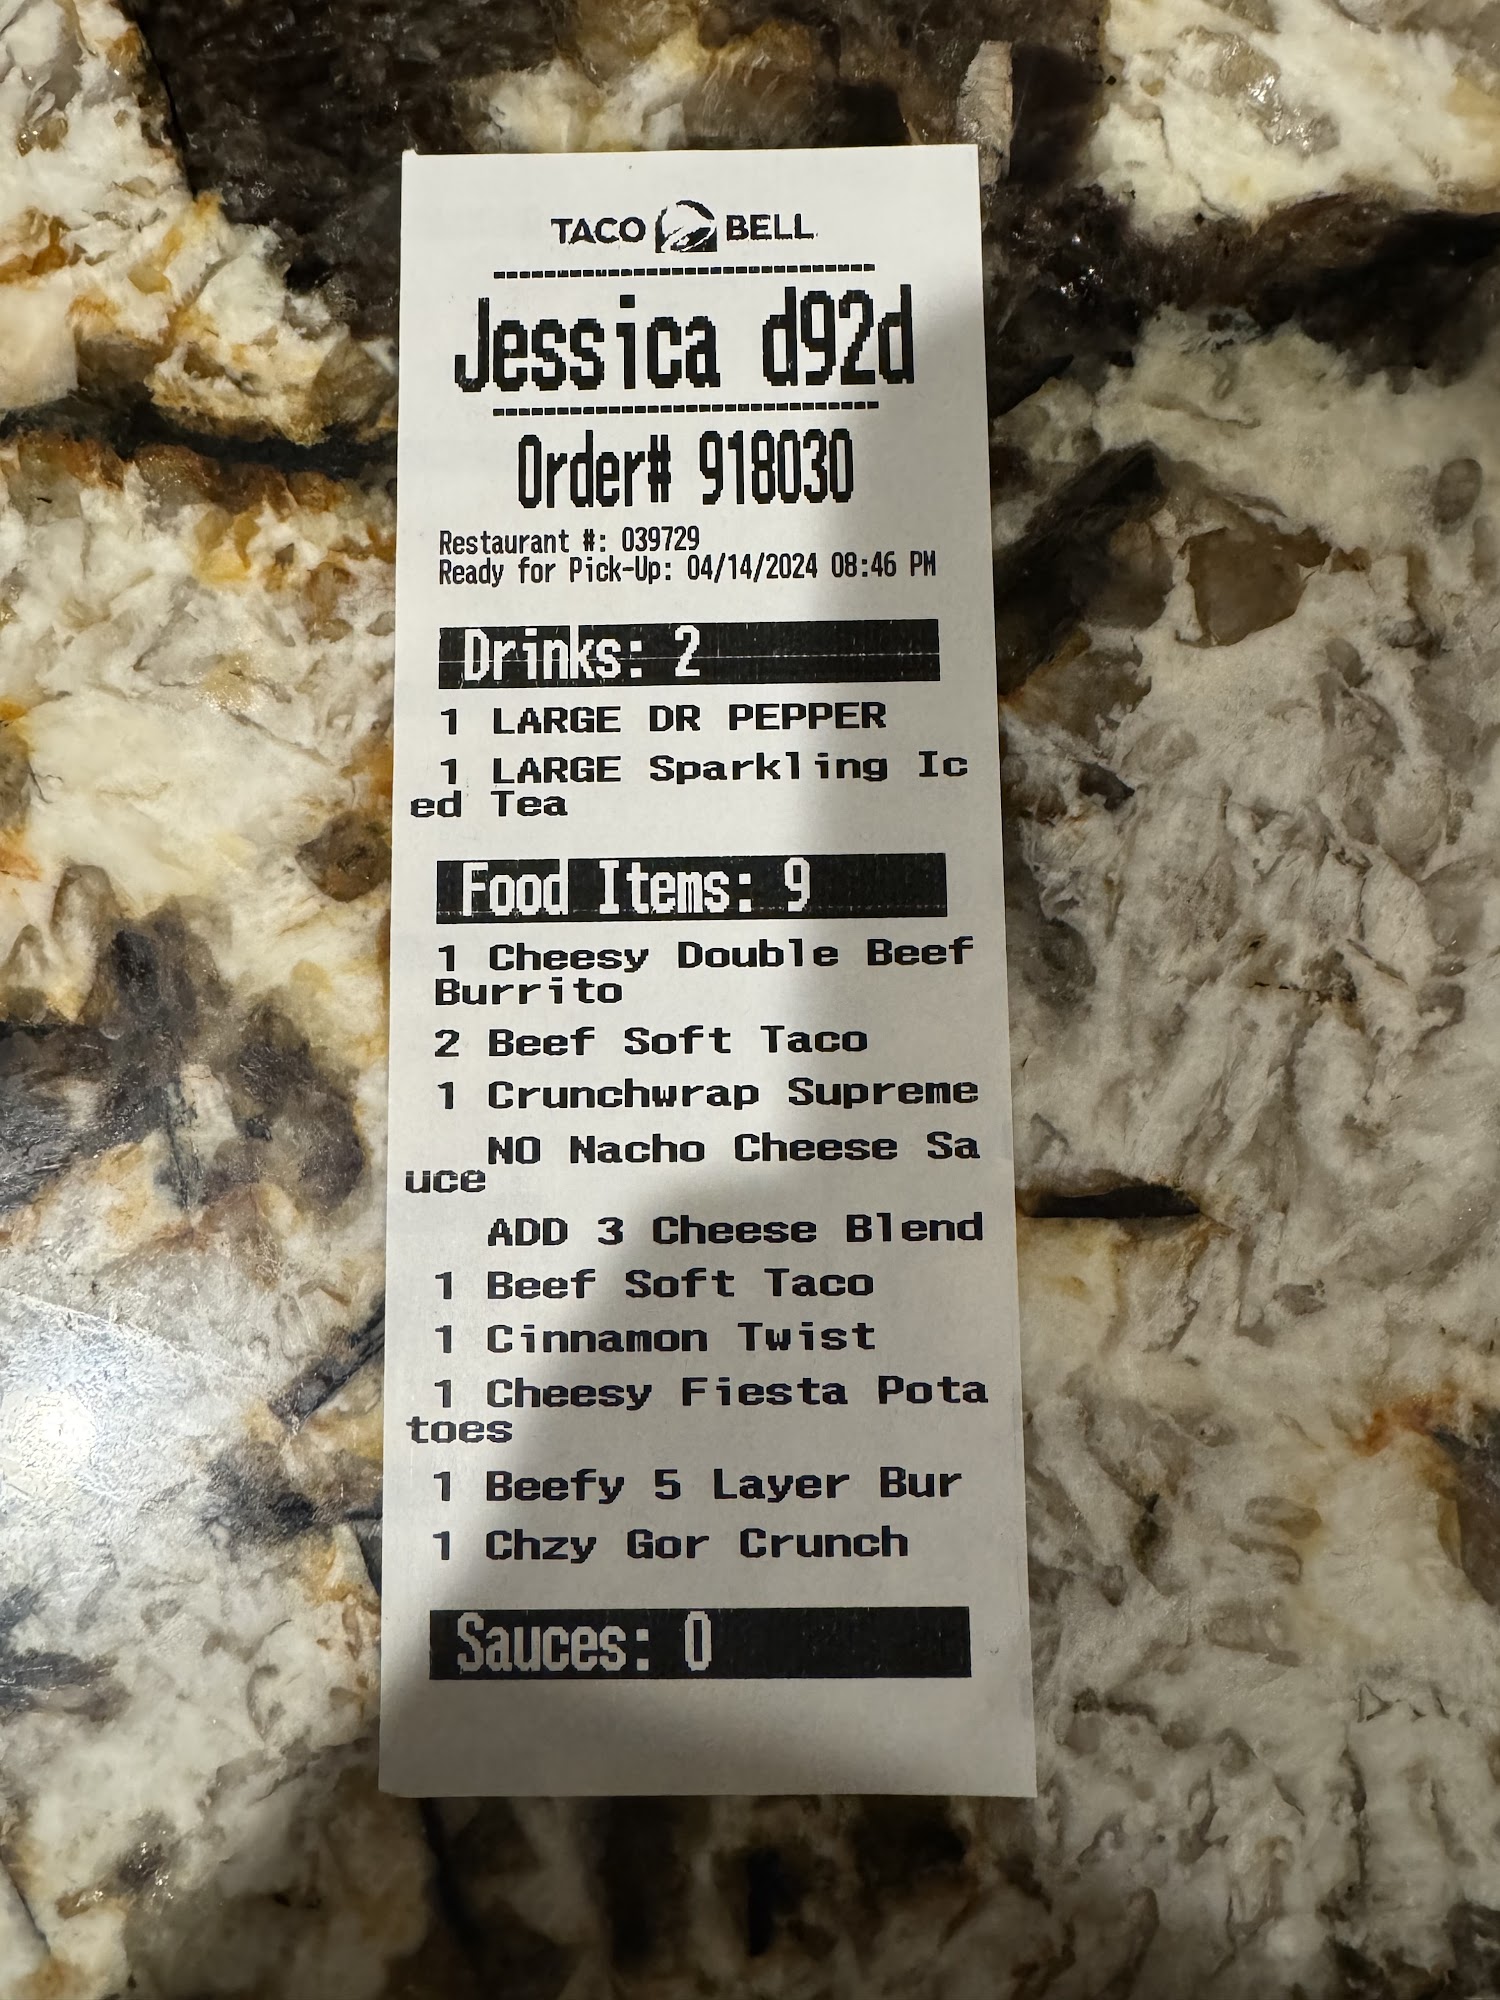 TACO BELL
Jessica d92d
Order# 918030
Restaurant #: 039729
Ready for Pick-Up: 04/14/2024 08:46 PM
Drinks: 2
1 LARGE DR PEPPER
1 LARGE Sparkling Ic
ed Tea
Food Items: 9
1 Cheesy Double Beef
Burrito
2 Beef Soft Taco
1 Crunchwrap Supreme
NO Nacho Cheese Sa
uce
ADD 3 Cheese Blend
1 Beef Soft Taco
1 Cinnamon Twist
1 Cheesy Fiesta Pota
toes
1 Beefy 5 Layer Bur
1 Chzy Gor Crunch
Sauces: 0